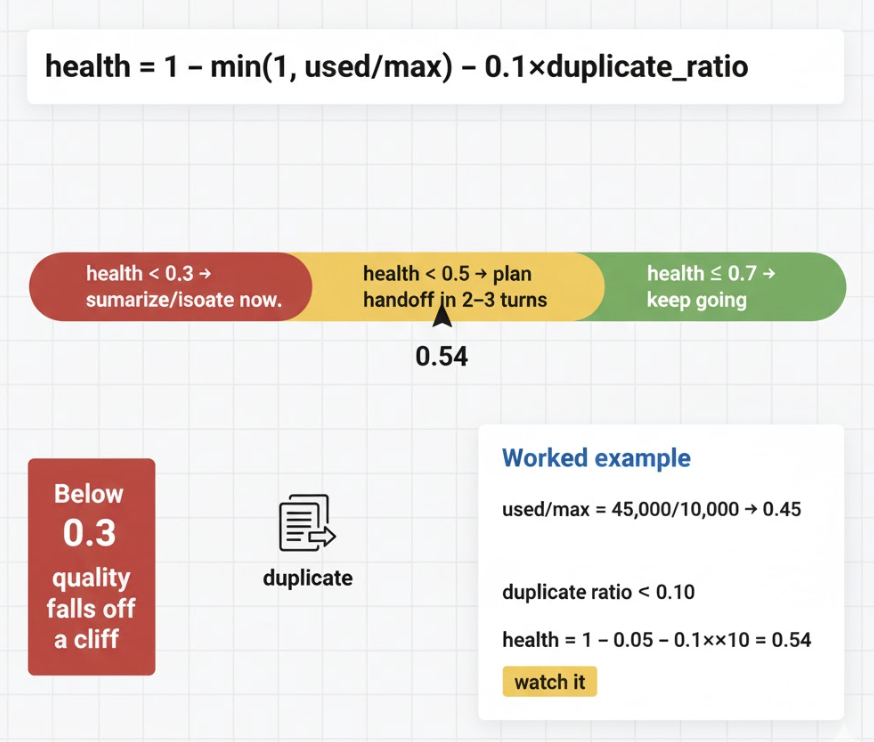 health = 1 – min(1, used/max) – 0.1×duplicate_ratio
health < 0.3 →
sumarize/isoate now.
health < 0.5 → plan
handoff in 2–3 turns
health ≤ 0.7 →
keep going
0.54
Below
0.3
quality
falls off
a cliff
duplicate
Worked example
used/max = 45,000/10,000 → 0.45
duplicate ratio < 0.10
health = 1 – 0.05 – 0.1××10 = 0.54
watch it